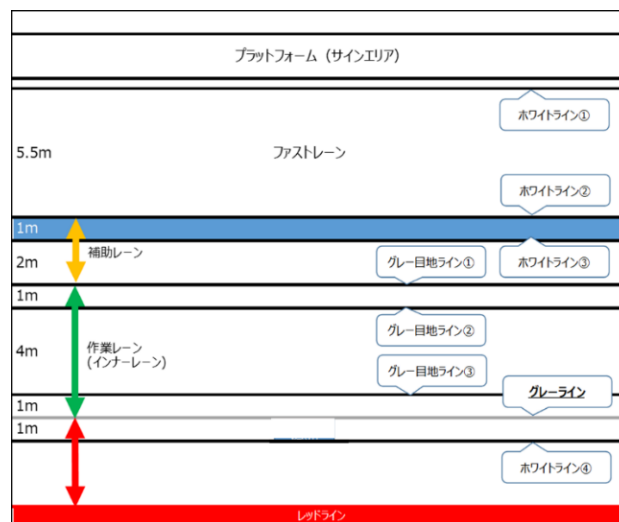 プラットフォーム（サインエリア）
ホワイトライン①
5.5m
ファストレーン
ホワイトライン②
1m
補助レーン
2m
グレー目地ライン①
ホワイトライン③
1m
グレー目地ライン②
4m
作業レーン
(インナーレーン)
グレー目地ライン③
グレーライン
1m
1m
ホワイトライン④
レッドライン